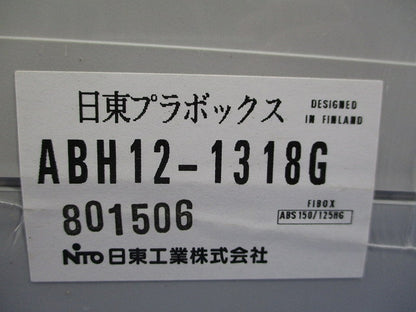 日東プラボックス
DESIGNED
IN FINLAND
ABH12-1318G
801506
FIBOX
ABS150/125HG
NITO 日東工業株式会社